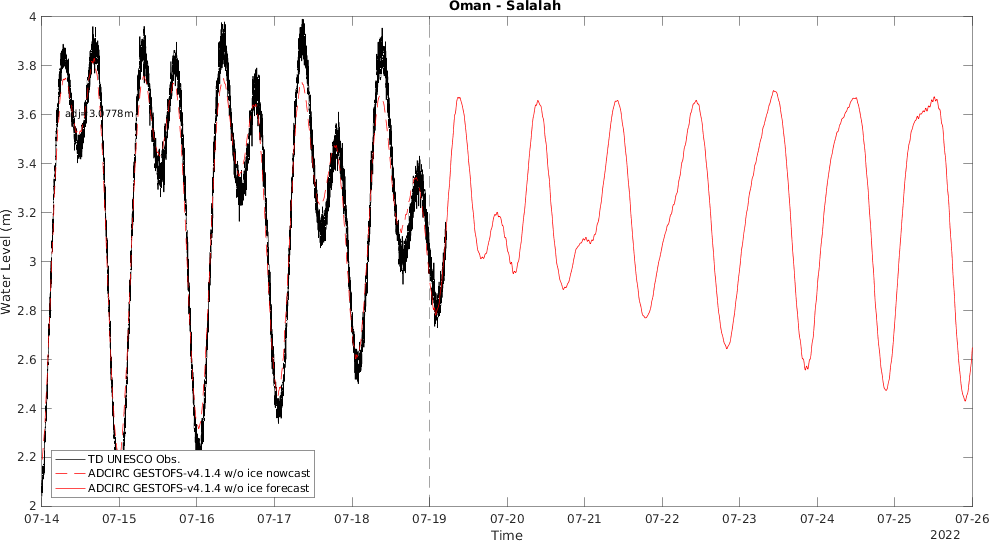 Oman - Salalah
4
3.8
3.6
3.4
3.2
3
2.8
2.6
2.4
2.2
2
Water Level (m)
adj= 3.0778m
TD UNESCO Obs.
ADCIRC GESTOFS-v4.1.4 w/o ice nowcast
ADCIRC GESTOFS-v4.1.4 w/o ice forecast
07-14 07-15 07-16 07-17 07-18 07-19 07-20 07-21 07-22 07-23 07-24 07-25 07-26
Time
2022